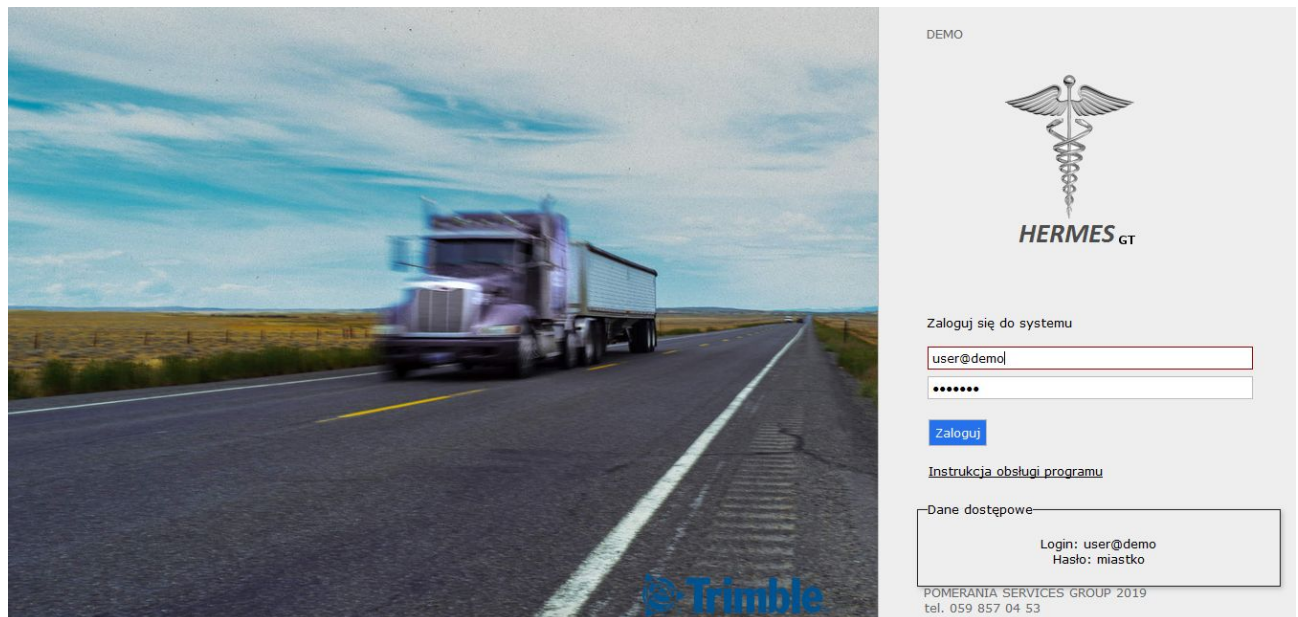 DEMO
HERMES GT
Zaloguj się do systemu
user@demo
•••••••
Zaloguj
Instrukcja obsługi programu
Dane dostępowe
Login: user@demo
Hasło: miastko
POMERANIA SERVICES GROUP 2019
tel. 059 857 04 53
Trimble